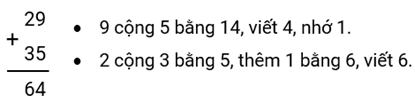 29
+
35
64
• 9 cộng 5 bằng 14, viết 4, nhớ 1.
• 2 cộng 3 bằng 5, thêm 1 bằng 6, viết 6.